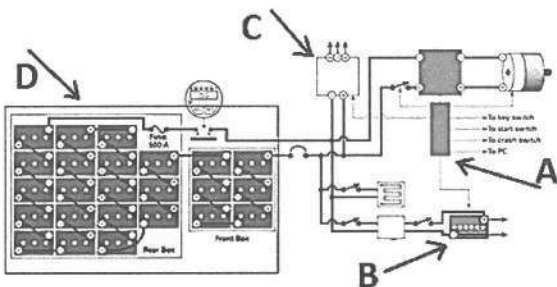 C
D
Fuse
500 A
To key switch
To start switch
To crash switch
To PC
A
Rear Box
Front Box
B